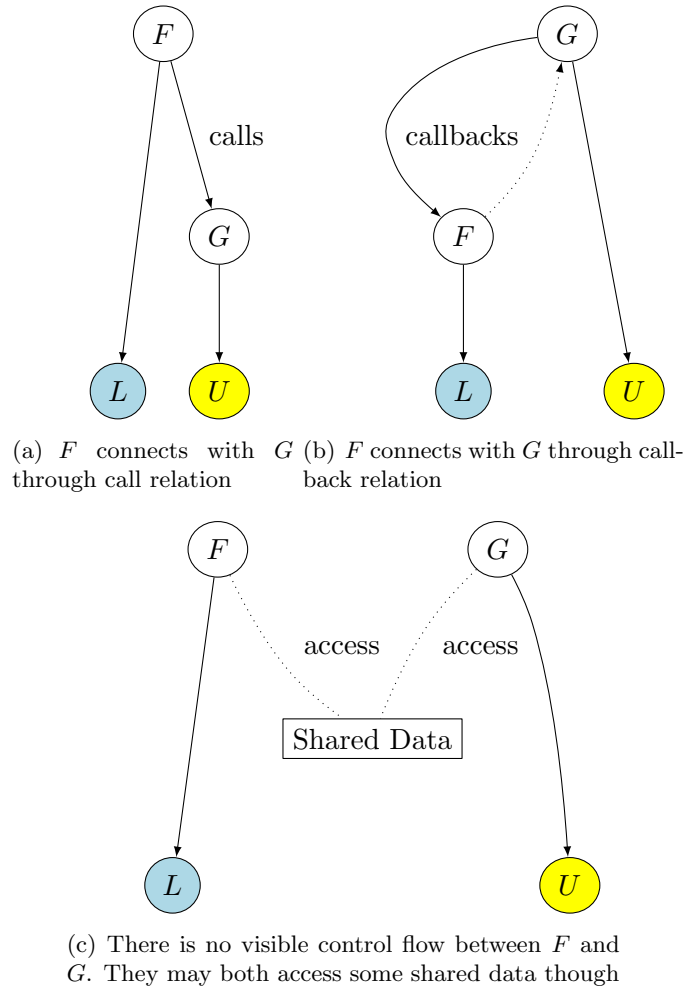 F
G
calls
callbacks
G
F
L
U
L
U
(a) F connects with G
through call relation
(b) F connects with G through call-
back relation
F
G
access
access
Shared Data
L
U
(c) There is no visible control flow between F and
G. They may both access some shared data though